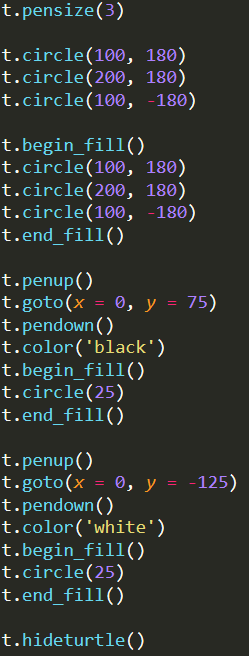 t.pensize(3)
t.circle(100, 180)
t.circle(200, 180)
t.circle(100, -180)
t.begin_fill()
t.circle(100, 180)
t.circle(200, 180)
t.circle(100, -180)
t.end_fill()
t.penup()
t.goto(x = 0, y = 75)
t.pendown()
t.color('black')
t.begin_fill()
t.circle(25)
t.end_fill()
t.penup()
t.goto(x = 0, y = -125)
t.pendown()
t.color('white')
t.begin_fill()
t.circle(25)
t.end_fill()
t.hideturtle()